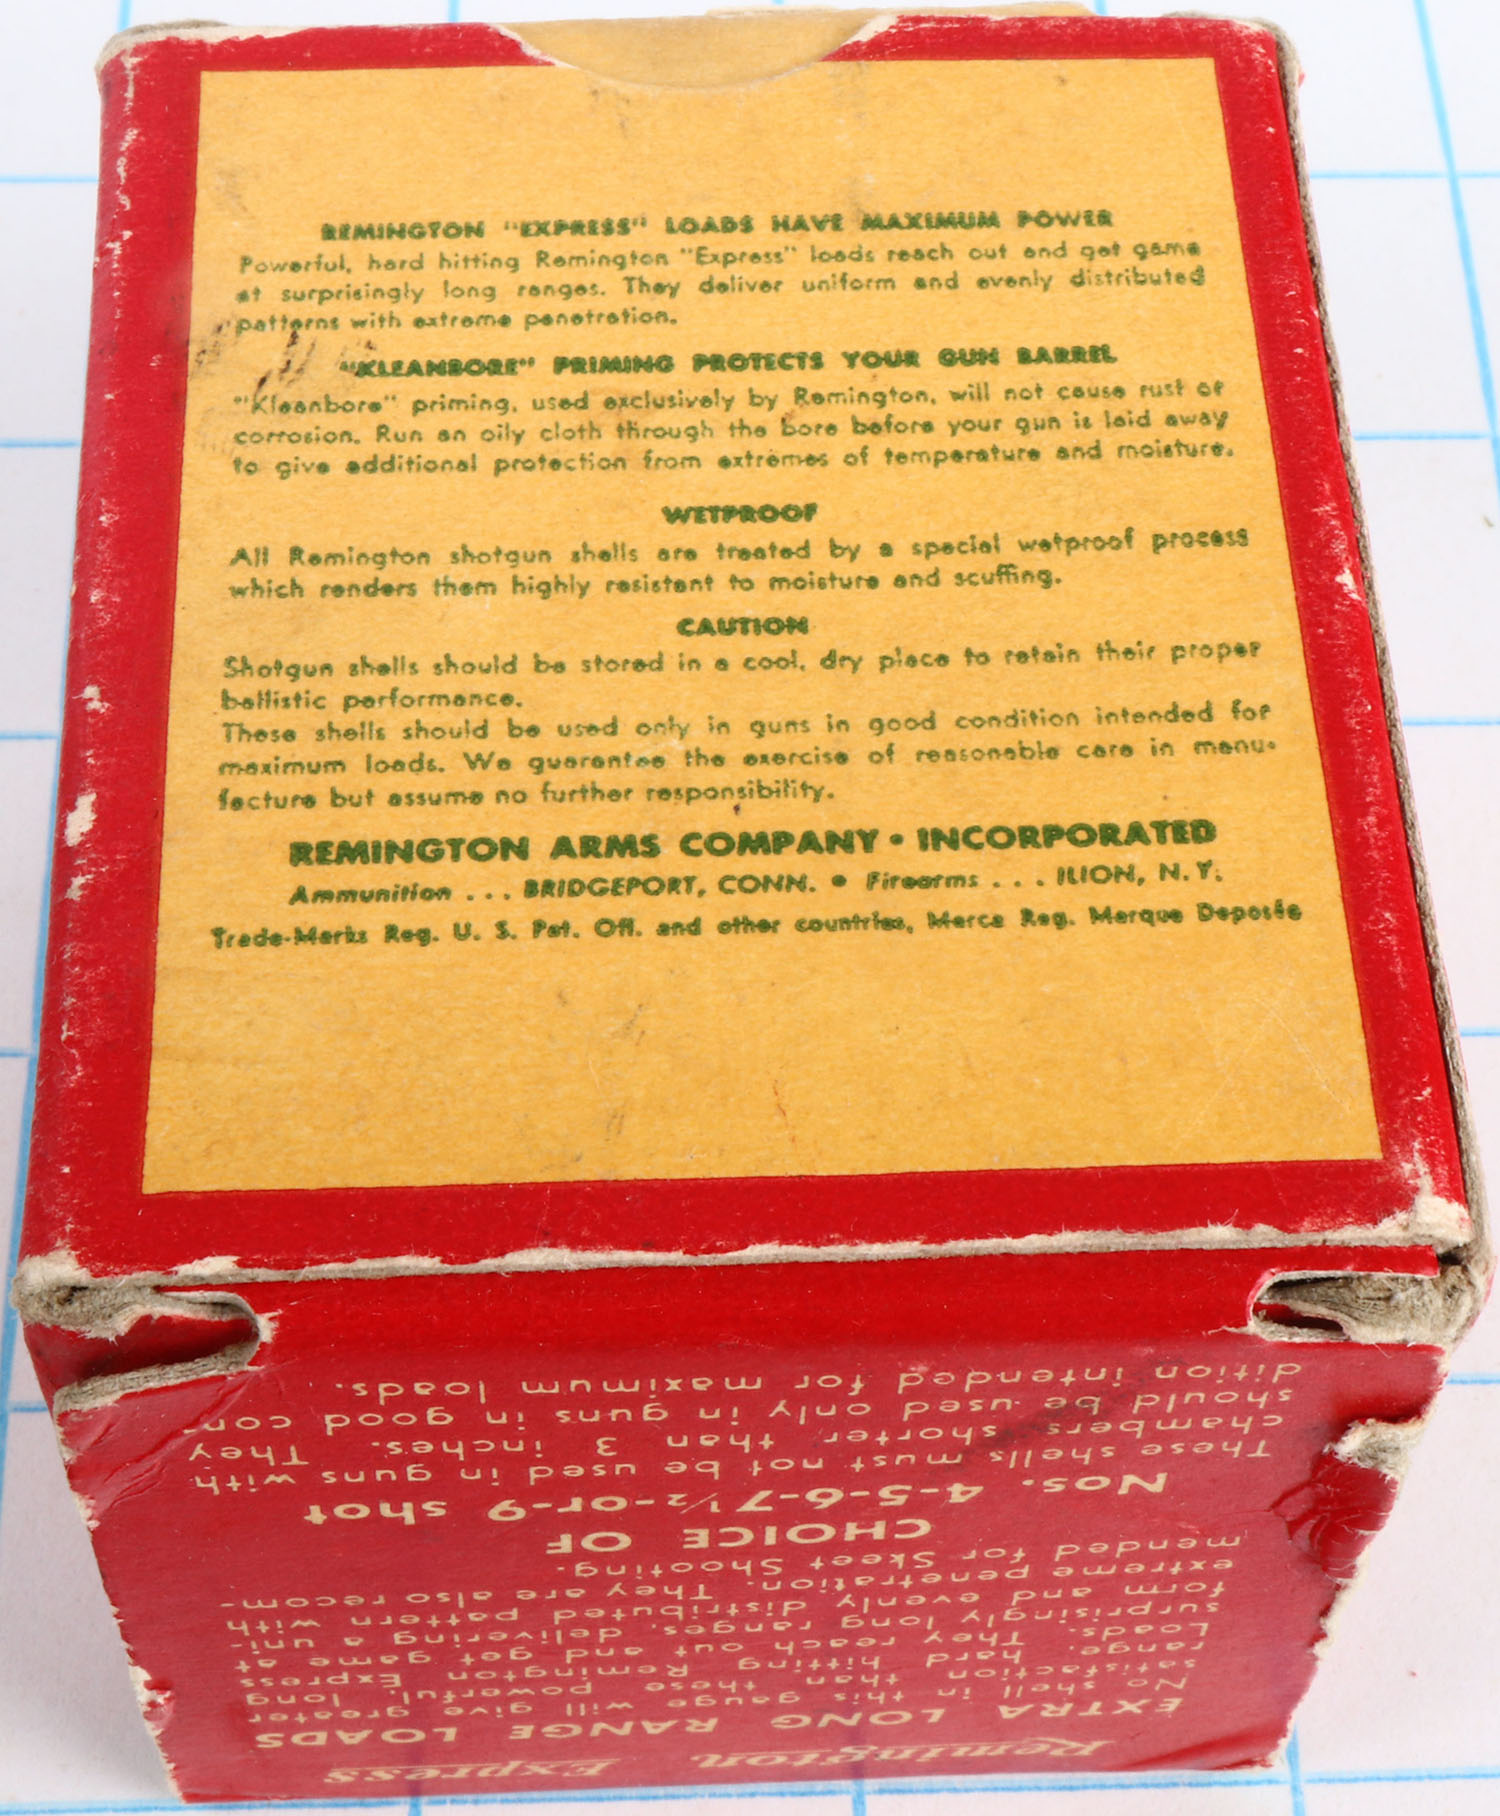 REMINGTON "EXPRESS" LOADS HAVE MAXIMUM POWER
Powerful, hard hitting Remington "Express" loads reach out and get game
at surprisingly long ranges. They deliver uniform and evenly distributed
patterns with extreme penetration.
"KLEANBORE" PRIMING PROTECTS YOUR GUN BARREL
"Kleanbore" priming, used exclusively by Remington, will not cause rust or
corrosion. Run an oily cloth through the bore before your gun is laid away
to give additional protection from extremes of temperature and moisture.
WETPROOF
All Remington shotgun shells are treated by a special wetproof process
which renders them highly resistant to moisture and scuffing.
CAUTION
Shotgun shells should be stored in a cool, dry place to retain their proper
ballistic performance.
These shells should be used only in guns in good condition intended for
maximum loads. We guarantee the exercise of reasonable care in manu-
facture but assume no further responsibility.
REMINGTON ARMS COMPANY • INCORPORATED
Ammunition . . . BRIDGEPORT, CONN. • Firearms . . . ILION, N. Y.
Trade-Marks Reg. U. S. Pat. Off. and other countries, Marca Reg. Marque Deposée
Remington Express
EXTRA LONG RANGE LOADS
No shell in this gauge will give greater
satisfaction than these powerful, long
range, hard hitting Remington Express
Loads. They reach out and get game at
surprisingly long ranges, delivering a uni-
form and evenly distributed pattern with
extreme penetration. They are also recom-
mended for Skeet Shooting.
CHOICE OF
Nos. 4-5-6-7½-or-9 shot
These shells must not be used in guns with
chambers shorter than 3 inches. They
should be used only in guns in good con-
dition intended for maximum loads.